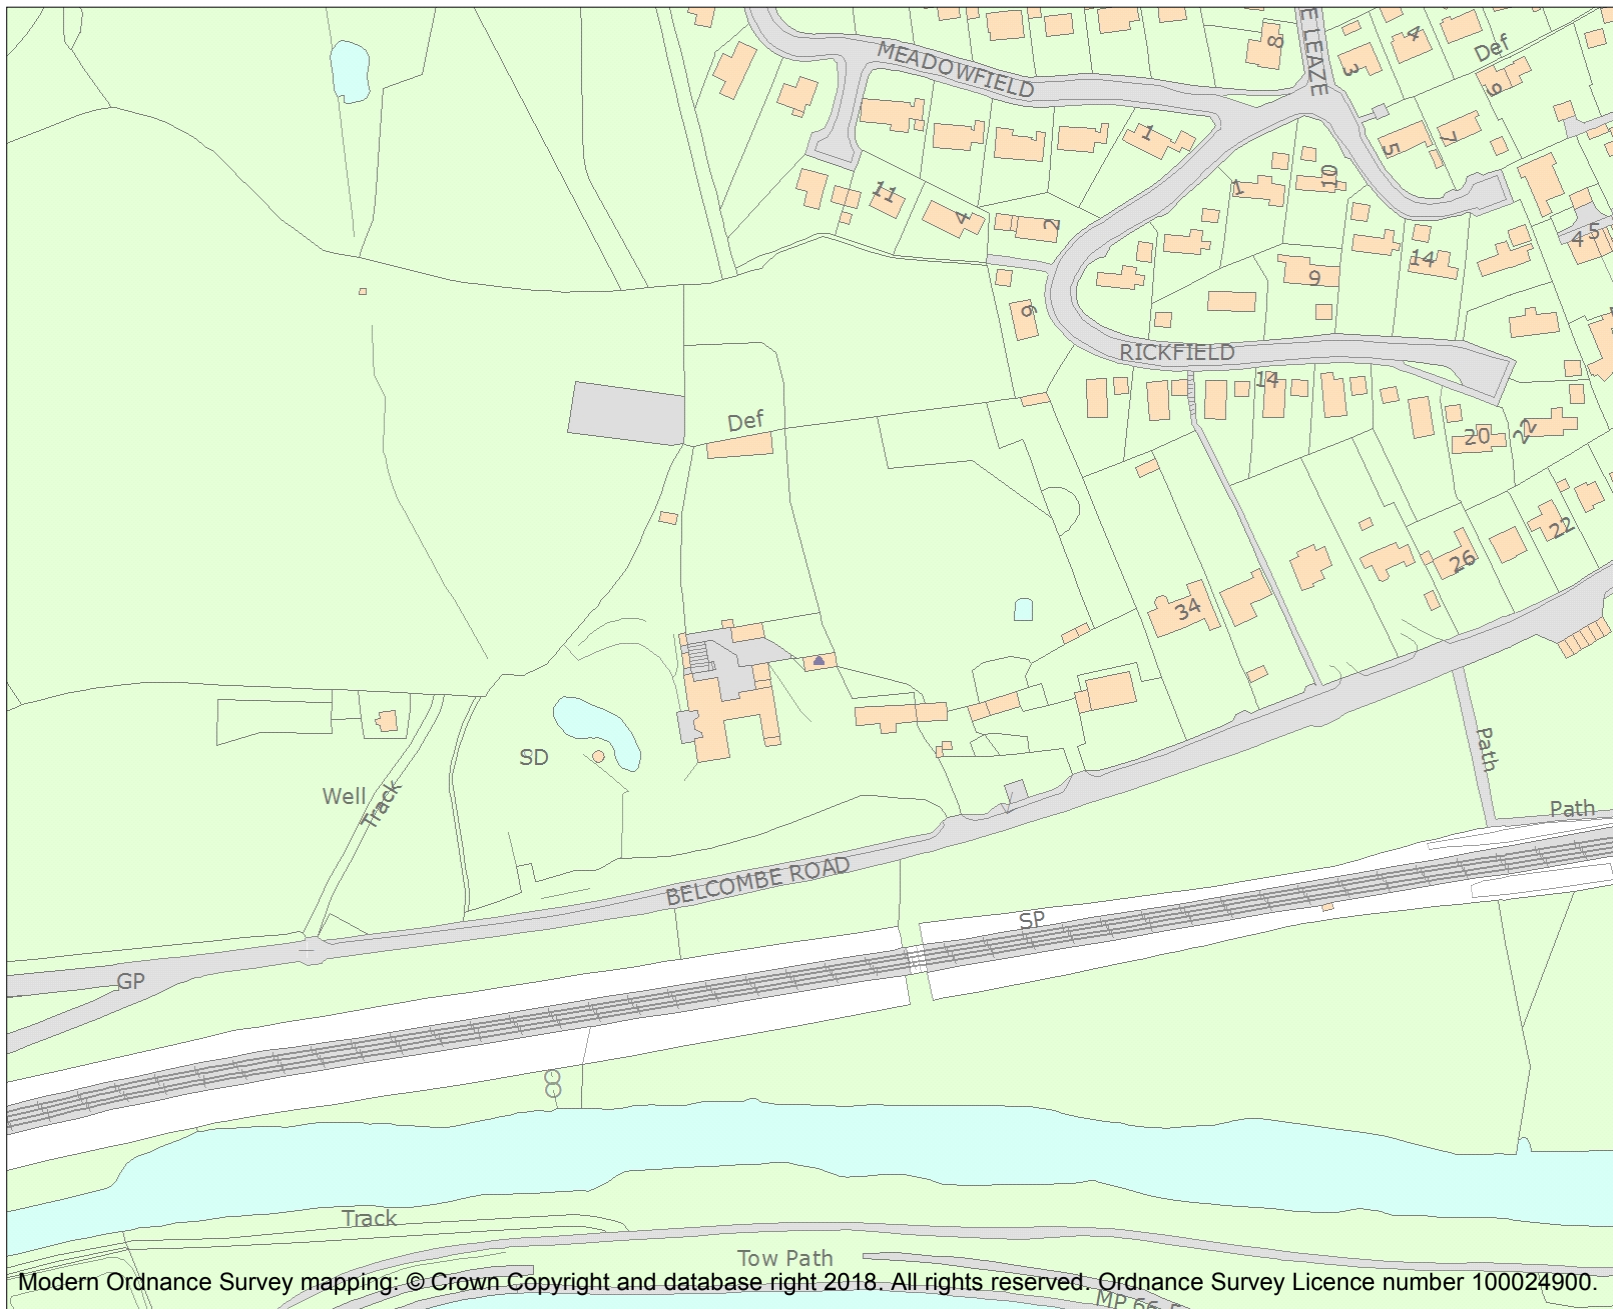 MEADOWFIELD
E LEAZE
8
3
4
Def
9
1
5
7
11
4
2
1
10
4 5
14
9
9
RICKFIELD
14
Def
20
22
22
26
34
SD
Well
Track
Path
Path
BELCOMBE ROAD
SP
GP
Track
Tow Path
Modern Ordnance Survey mapping: © Crown Copyright and database right 2018. All rights reserved. Ordnance Survey Licence number 100024900.
MP 66